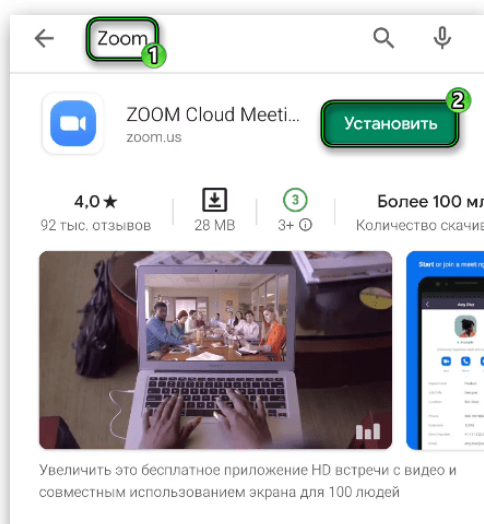 Zoom
1
ZOOM Cloud Meeti...
zoom.us
Установить
2
4,0★
92 тыс. отзывов
28 MB
3
3+
Более 100 мл
Количество скачив
Start or join a meeting
Увеличить это бесплатное приложение HD встречи с видео и
совместным использованием экрана для 100 людей